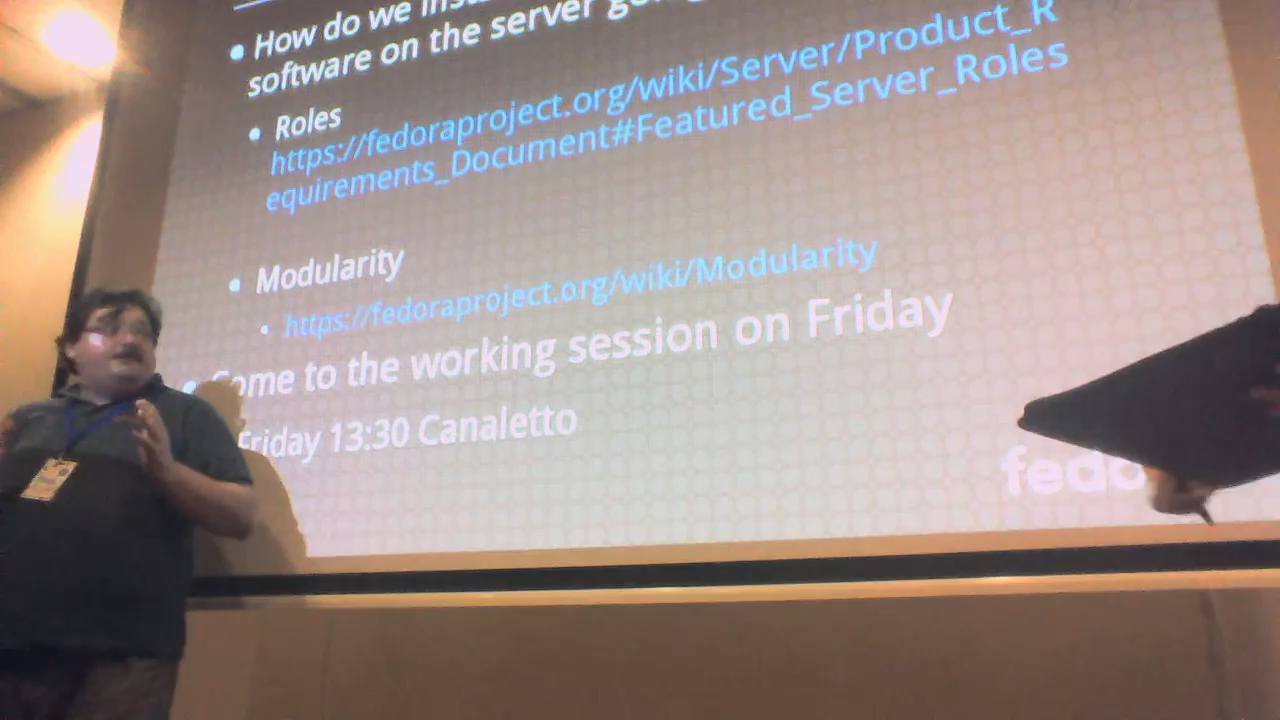 How do we
software on the server
Roles
https://fedoraproject.org/wiki/Server/Product_R
equirements_Document#Featured_Server_Roles
Modularity
https://fedoraproject.org/wiki/Modularity
Come to the working session on Friday
Friday 13:30 Canaletto
fedo